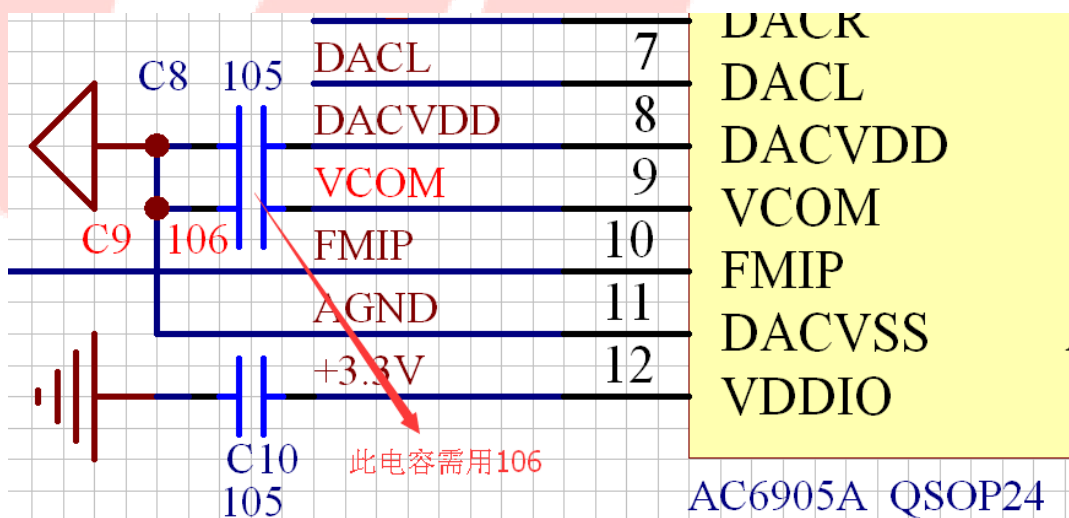 DACR
DACL 7 DACL
C8 105
DACVDD 8 DACVDD
VCOM 9 VCOM
C9 106
FMIP 10 FMIP
AGND 11 DACVSS
+3.3V 12 VDDIO
C10
105
此电容需用106
AC6905A QSOP24